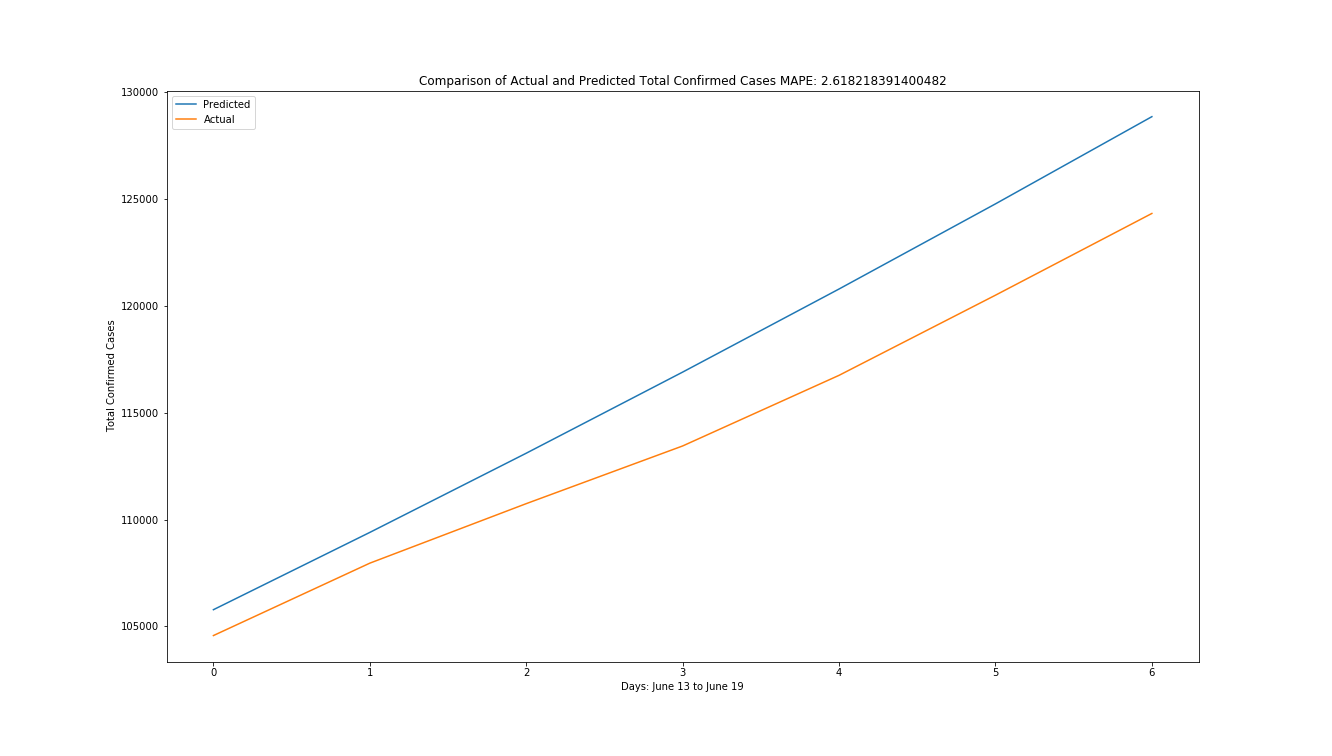 Comparison of Actual and Predicted Total Confirmed Cases MAPE: 2.618218391400482
Predicted
Actual
130000
125000
120000
115000
110000
105000
Total Confirmed Cases
0 1 2 3 4 5 6
Days: June 13 to June 19